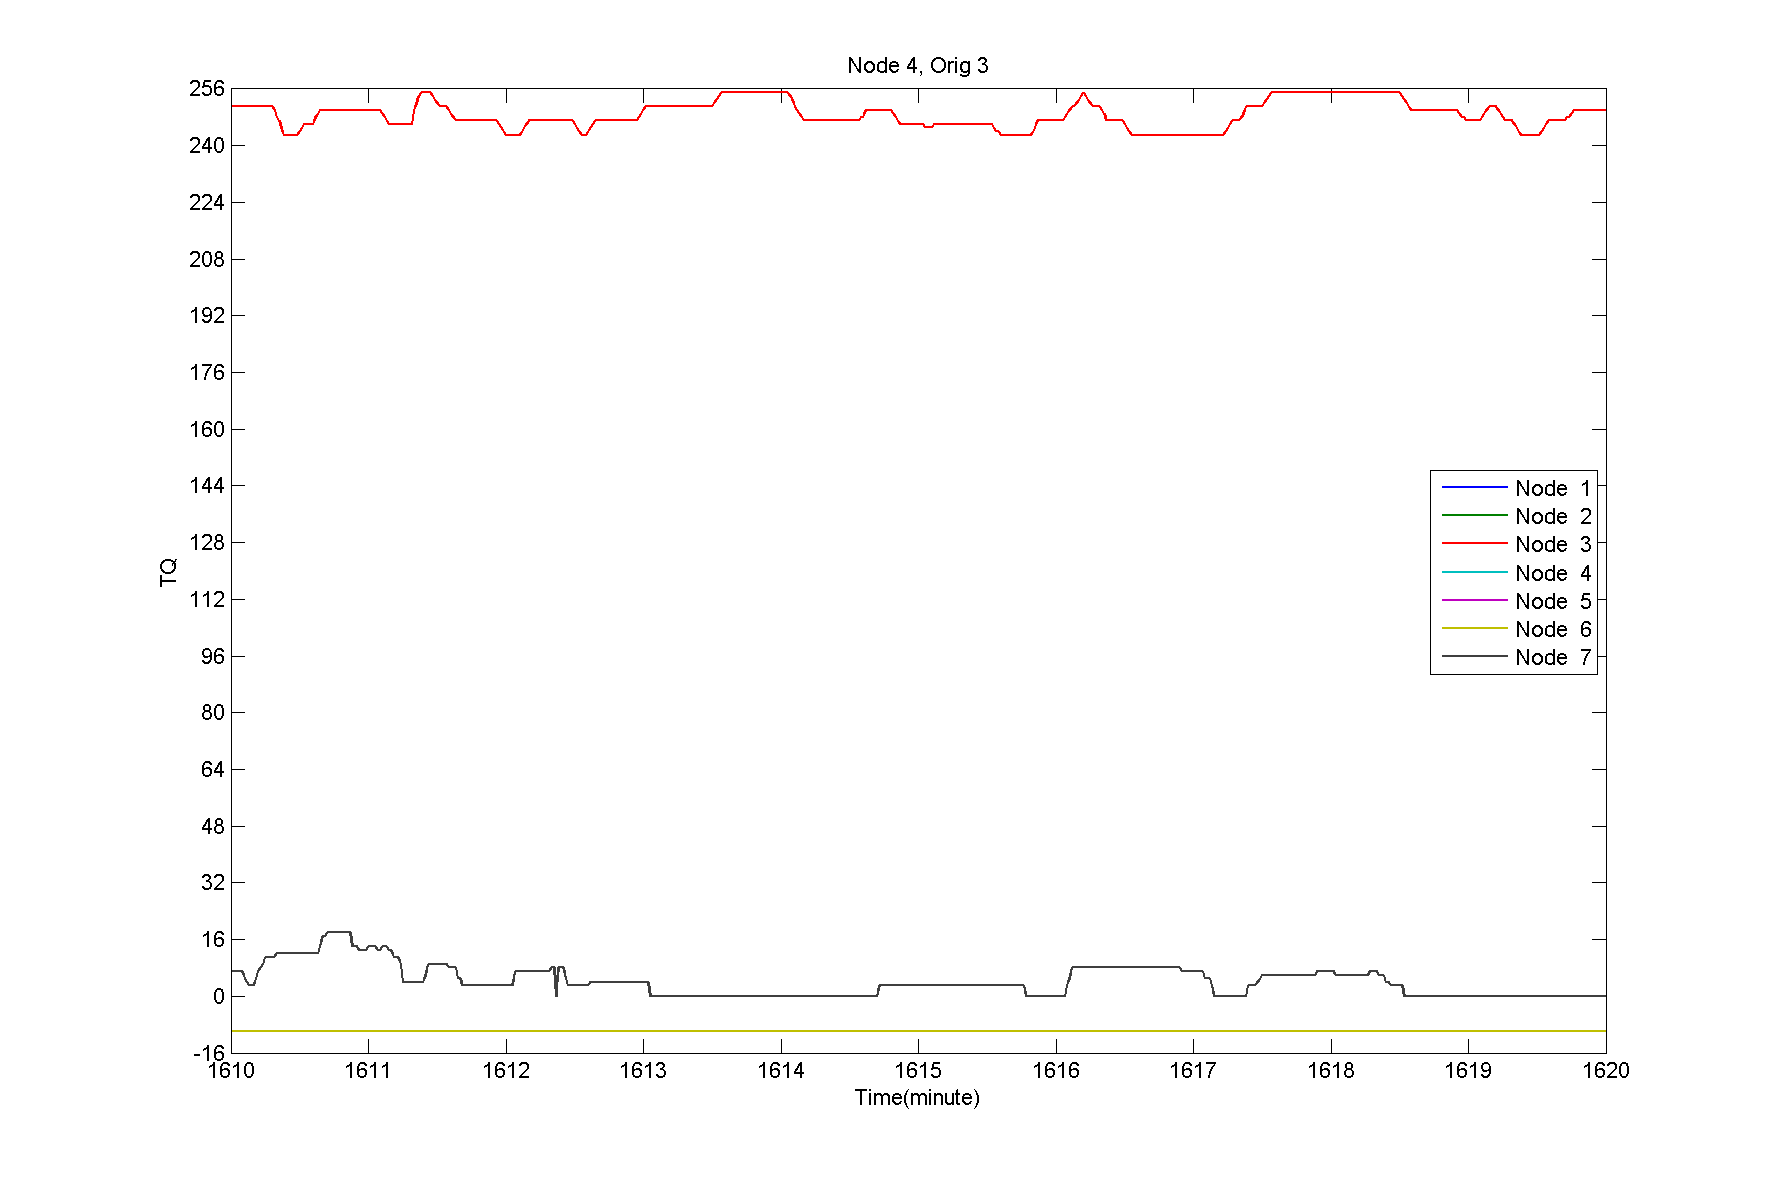 Node 4, Orig 3
256
240
224
208
192
176
160
144
128
112
96
80
64
48
32
16
0
-16
TQ
Node 1
Node 2
Node 3
Node 4
Node 5
Node 6
Node 7
1610 1611 1612 1613 1614 1615 1616 1617 1618 1619 1620
Time(minute)